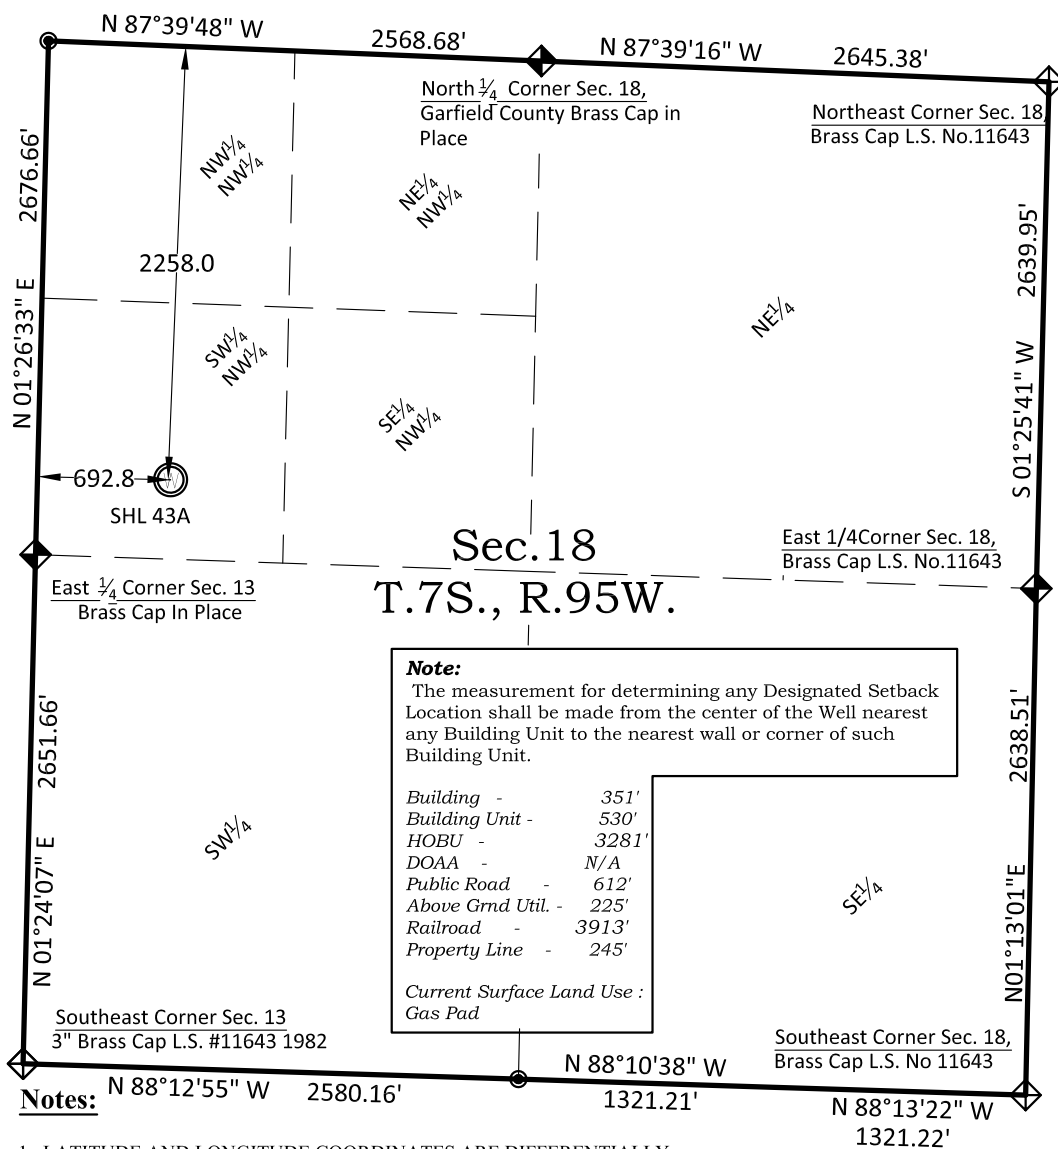 N 87°39'48" W 2568.68' N 87°39'16" W 2645.38'
North 1/4 Corner Sec. 18,
Garfield County Brass Cap in
Place
Northeast Corner Sec. 18,
Brass Cap L.S. No.11643
2676.66'
N 01°26'33" E
NW1/4
NW1/4
NE1/4
NW1/4
2258.0
SW1/4
NW1/4
SE1/4
NW1/4
NE1/4
2639.95'
S 01°25'41" W
692.8
W
SHL 43A
Sec.18
T.7S., R.95W.
East 1/4Corner Sec. 18,
Brass Cap L.S. No.11643
East 1/4 Corner Sec. 13
Brass Cap In Place
2651.66'
N 01°24'07" E
SW1/4
Note:
The measurement for determining any Designated Setback
Location shall be made from the center of the Well nearest
any Building Unit to the nearest wall or corner of such
Building Unit.
Building - 351'
Building Unit - 530'
HOBU - 3281'
DOAA - N/A
Public Road - 612'
Above Grnd Util. - 225'
Railroad - 3913'
Property Line - 245'
Current Surface Land Use :
Gas Pad
2638.51'
N01°13'01"E
SE1/4
Southeast Corner Sec. 13
3" Brass Cap L.S. #11643 1982
Southeast Corner Sec. 18,
Brass Cap L.S. No 11643
N 88°12'55" W 2580.16'
N 88°10'38" W
1321.21'
N 88°13'22" W
1321.22'
Notes:
1. LATITUDE AND LONGITUDE COORDINATES ARE DIFFERENTIALLY